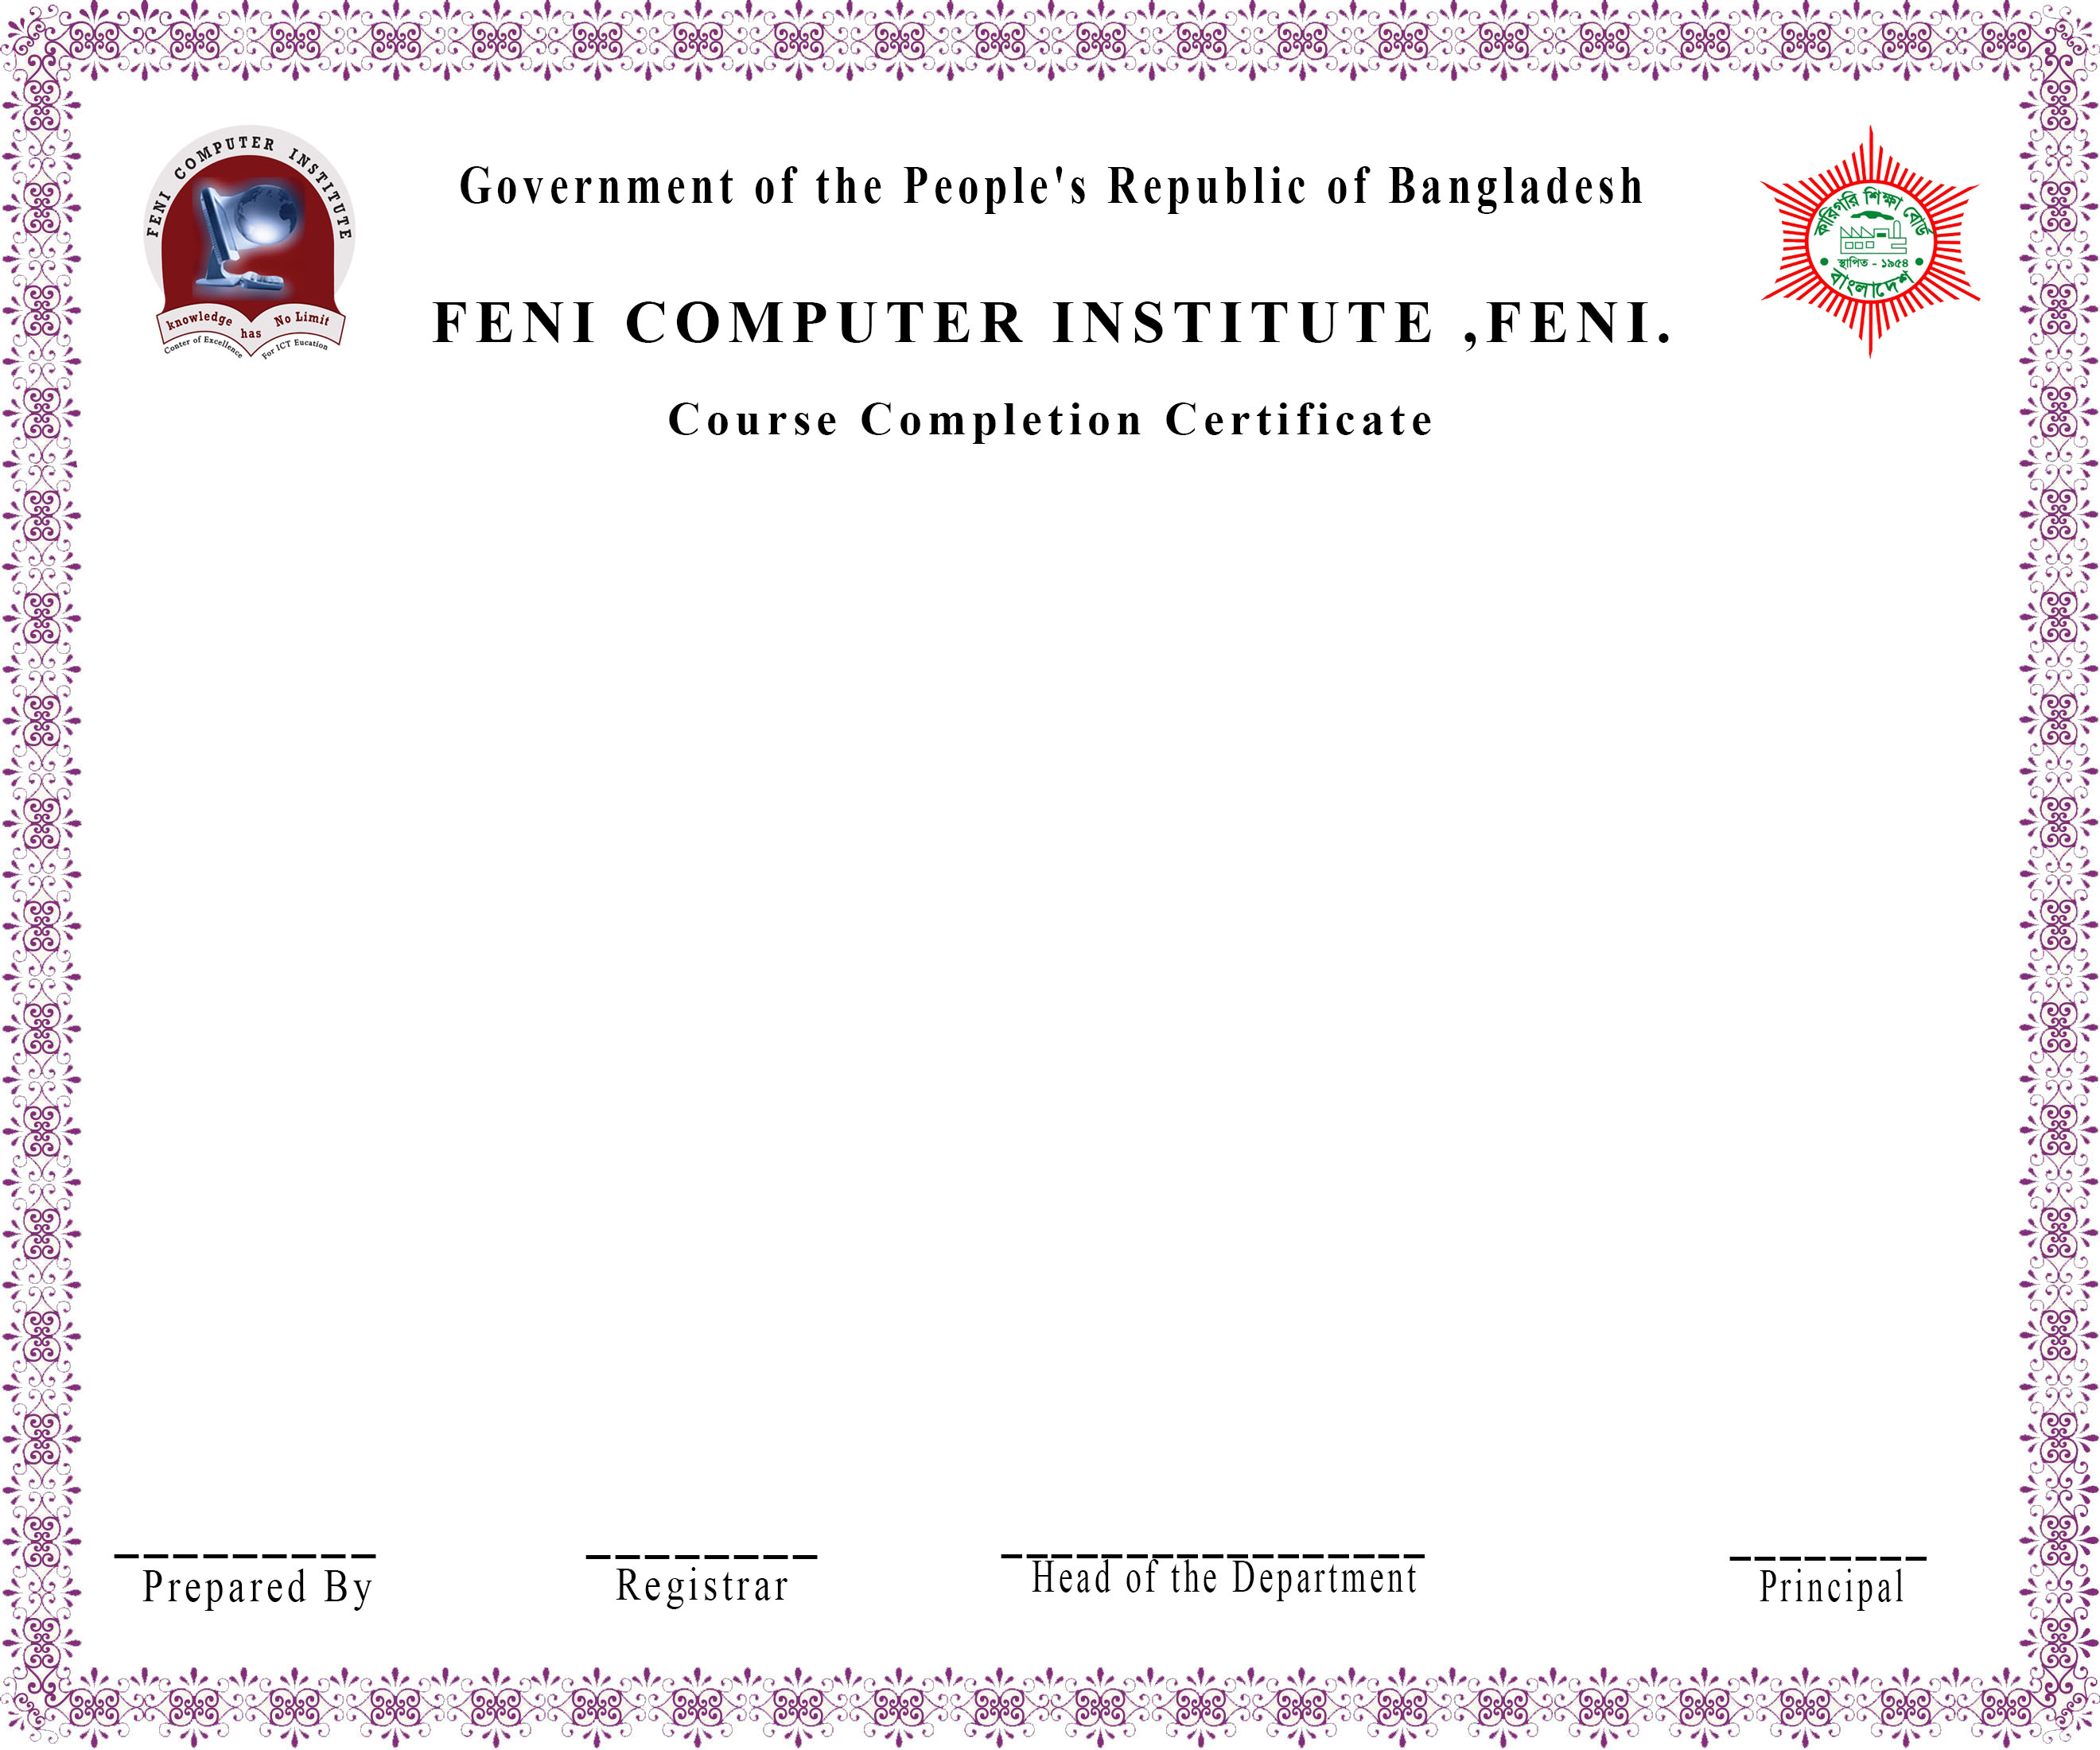 FENI COMPUTER INSTITUTE
knowledge has No Limit
Conter of Excellence For ICT Eucation
Government of the People's Republic of Bangladesh
FENI COMPUTER INSTITUTE ,FENI.
Course Completion Certificate
কারিগরি শিক্ষা বোর্ড
স্থাপিত - ১৯৫৪
বাংলাদেশ
Prepared By
Registrar
Head of the Department
Principal